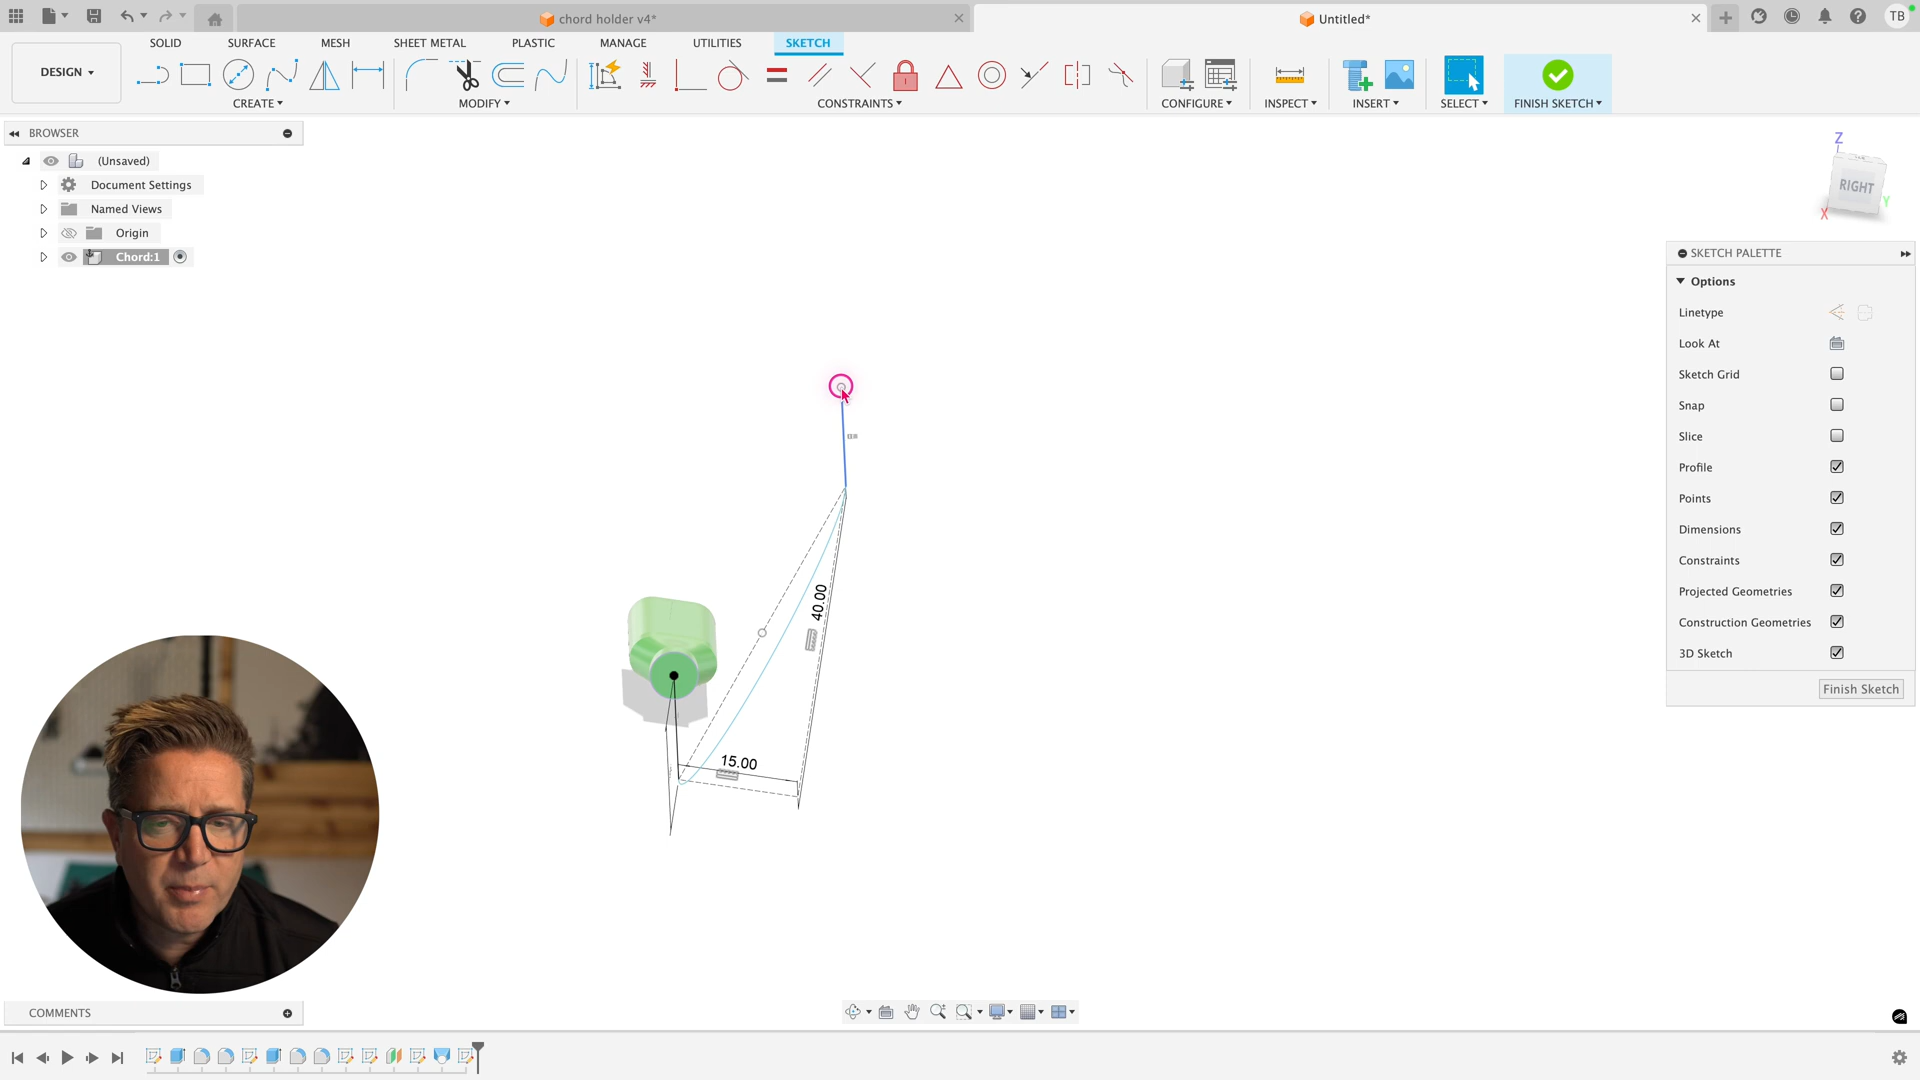 chord holder v4*
Untitled*
TB
DESIGN
SOLID
SURFACE
MESH
SHEET METAL
PLASTIC
MANAGE
UTILITIES
SKETCH
CREATE
MODIFY
CONSTRAINTS
CONFIGURE
INSPECT
INSERT
SELECT
FINISH SKETCH
BROWSER
(Unsaved)
Document Settings
Named Views
Origin
Chord:1
Z
RIGHT
X
Y
SKETCH PALETTE
Options
Linetype
Look At
Sketch Grid
Snap
Slice
Profile
Points
Dimensions
Constraints
Projected Geometries
Construction Geometries
3D Sketch
Finish Sketch
40.00
15.00
COMMENTS